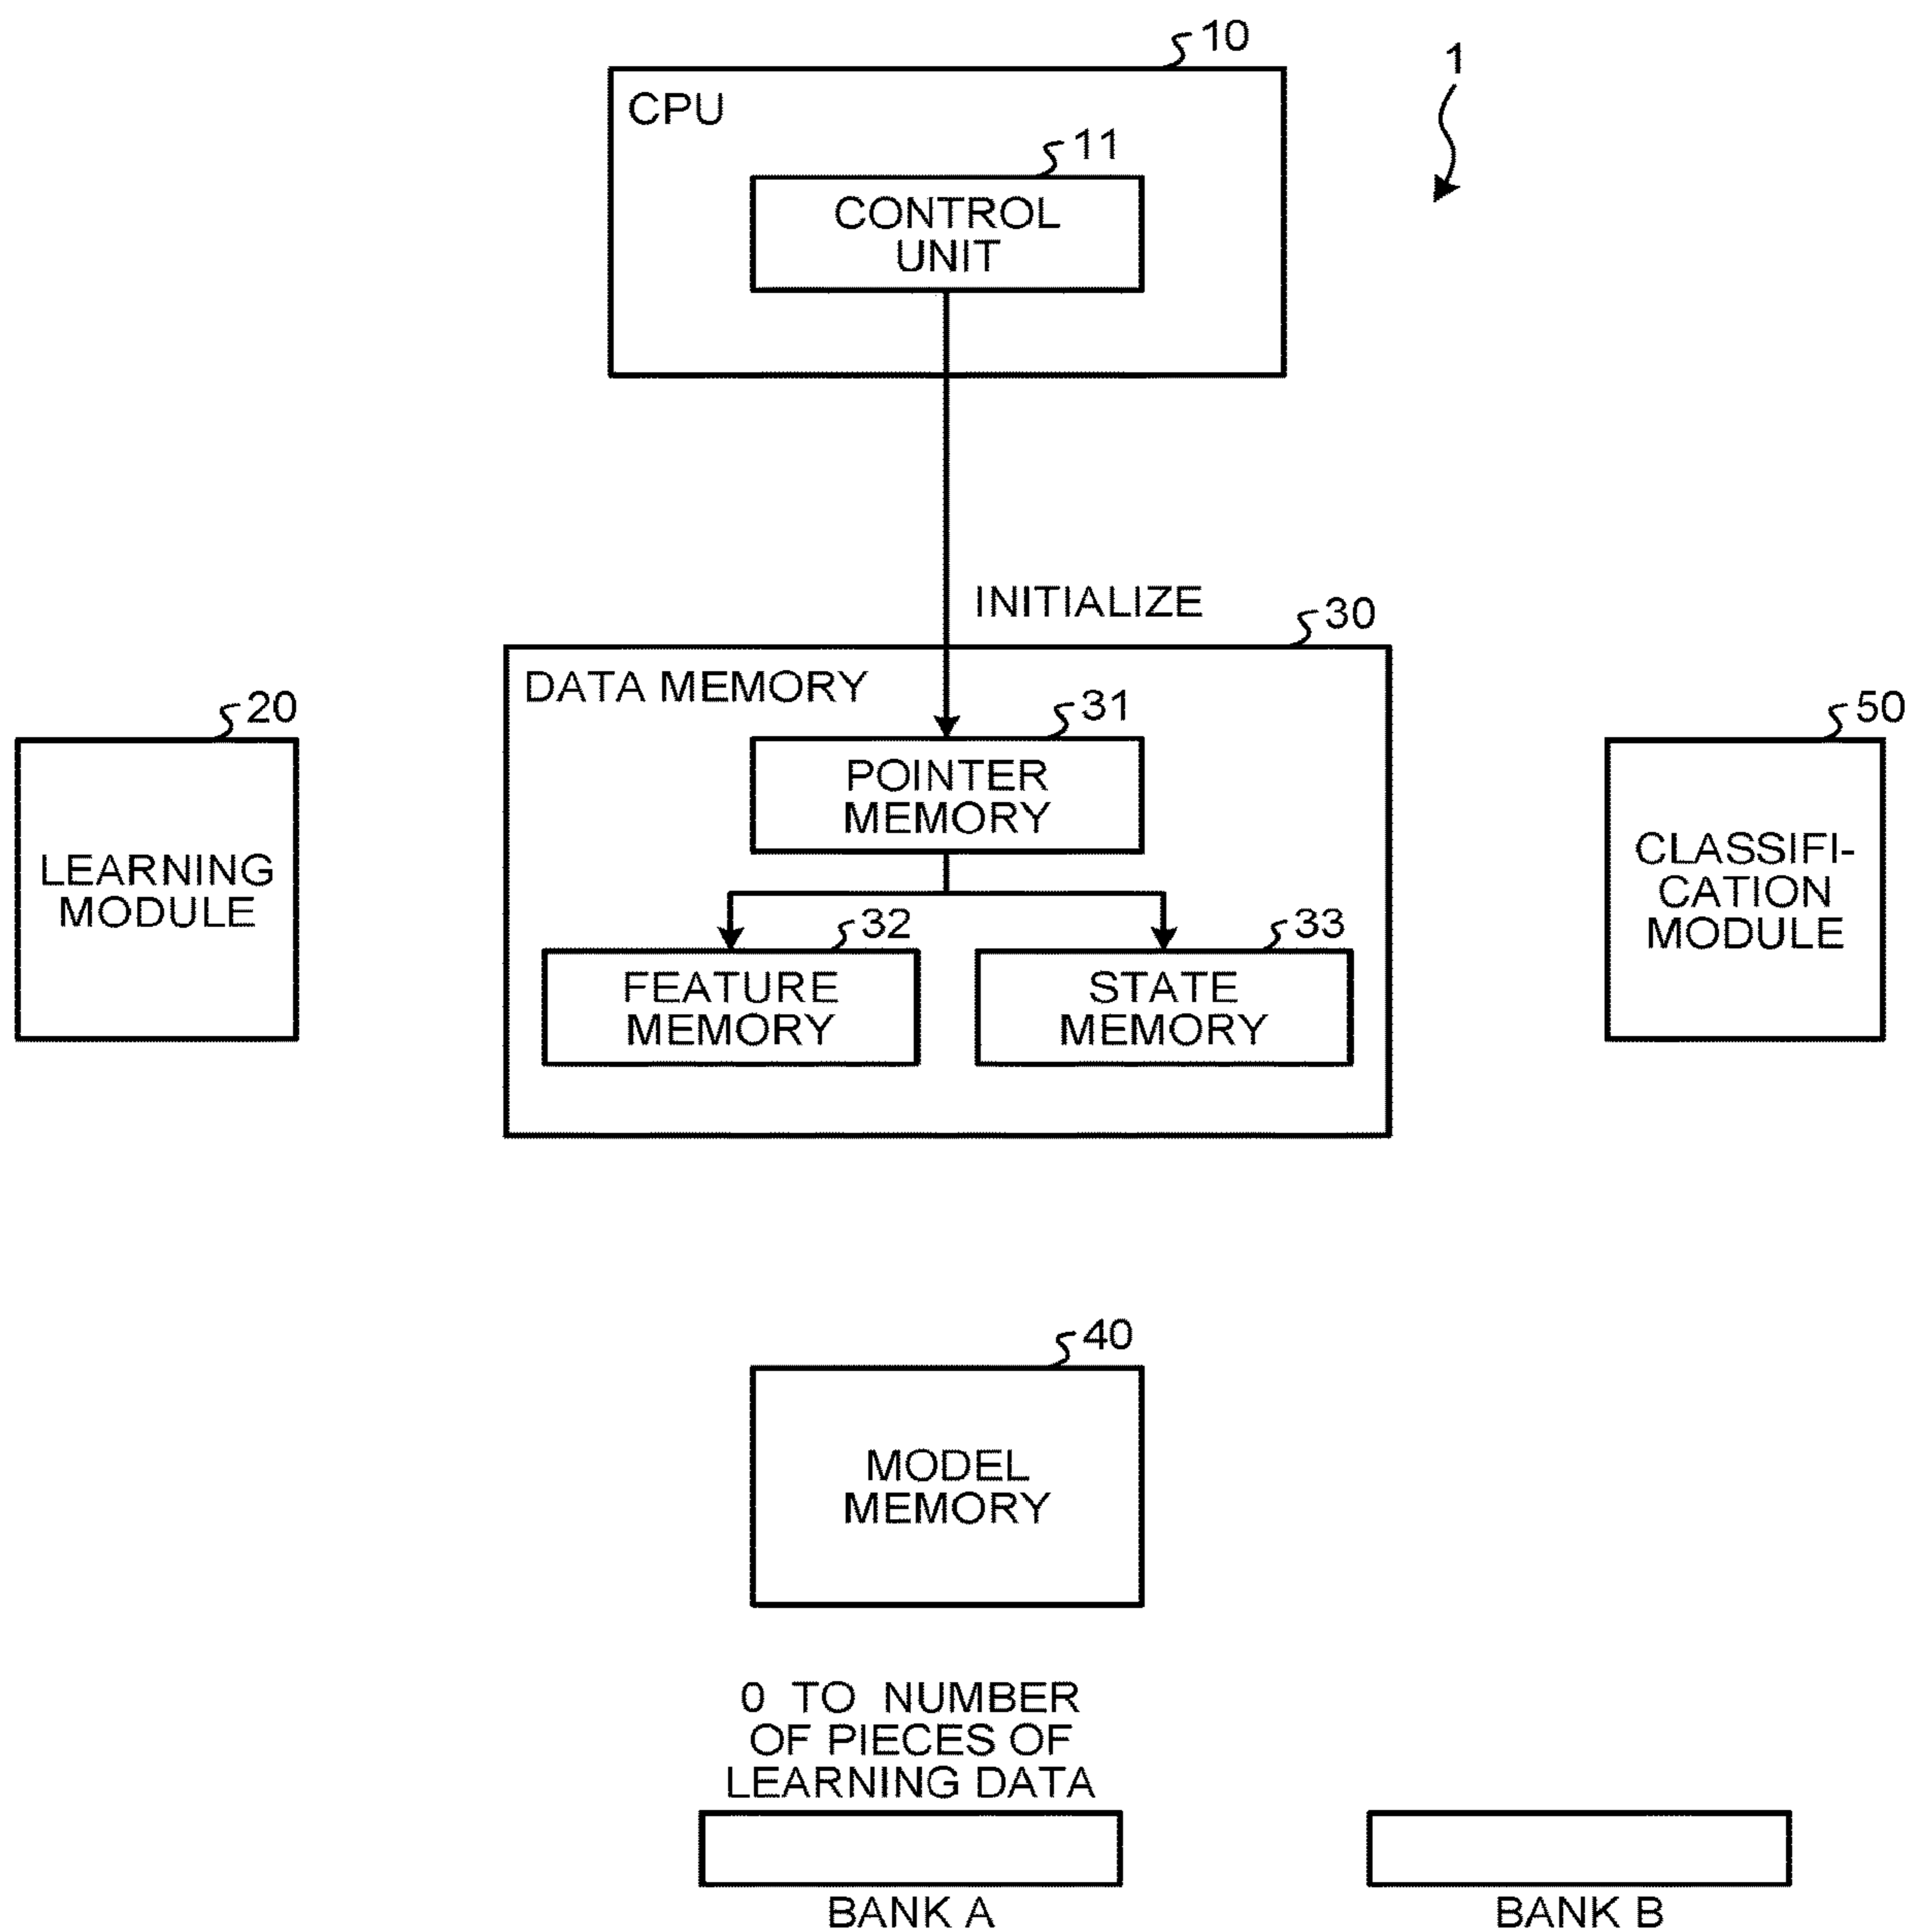 10
1
CPU
11
CONTROL
UNIT
INITIALIZE
30
DATA MEMORY
20
31
50
POINTER
MEMORY
LEARNING
MODULE
CLASSIFI-
CATION
MODULE
32
33
FEATURE
MEMORY
STATE
MEMORY
40
MODEL
MEMORY
0 TO NUMBER
OF PIECES OF
LEARNING DATA
BANK A
BANK B